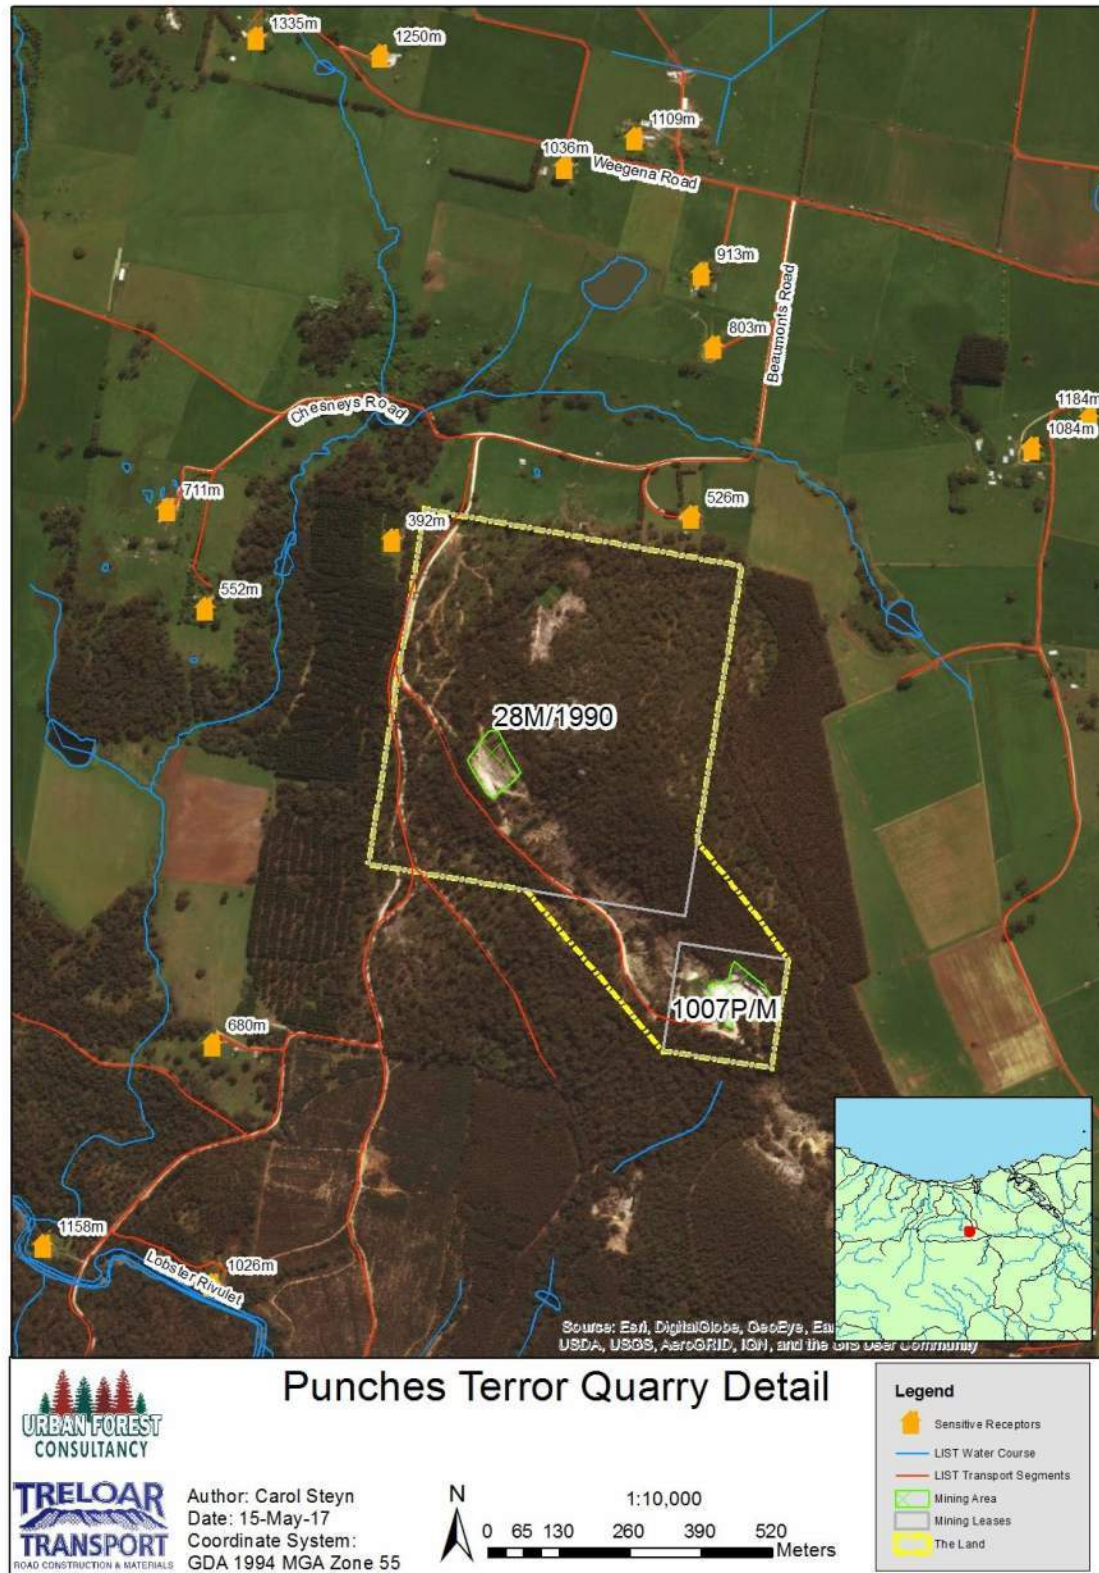 1335m
1250m
1109m
1036m
Weegena Road
913m
Beaumonts Road
803m
Chesneys Road
1184m
1084m
711m
526m
392m
552m
28M/1990
1007P/M
680m
1158m
1026m
Lobster Rivulet
Source: Esri, DigitalGlobe, GeoEye,
USDA, USGS, AeroGRID, IGN, and the GIS User Community
URBAN FOREST
CONSULTANCY
Punches Terror Quarry Detail
TRELOAR
TRANSPORT
ROAD CONSTRUCTION & MATERIALS
Author: Carol Steyn
Date: 15-May-17
Coordinate System:
GDA 1994 MGA Zone 55
N
1:10,000
0 65 130 260 390 520
Meters
Legend
Sensitive Receptors
LIST Water Course
LIST Transport Segments
Mining Area
Mining Leases
The Land